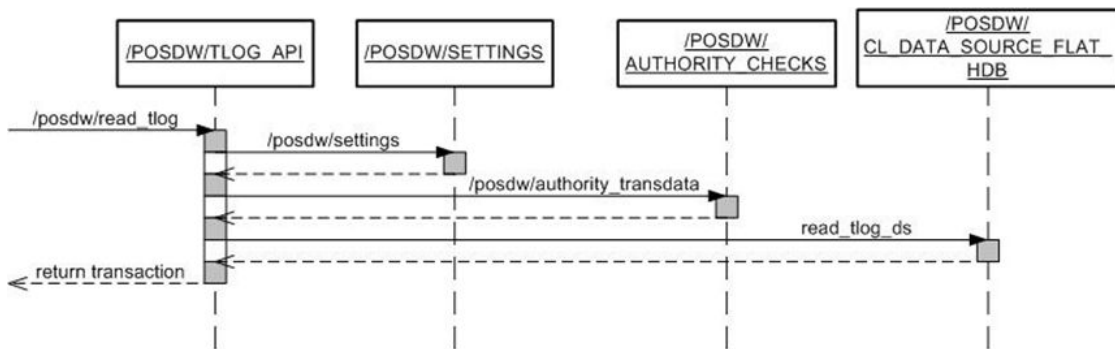 /POSDW/TLOG_API
/POSDW/SETTINGS
/POSDW/
AUTHORITY_CHECKS
/POSDW/
CL_DATA_SOURCE_FLAT_
HDB
/posdw/read_tlog
/posdw/settings
/posdw/authority_transdata
read_tlog_ds
return transaction